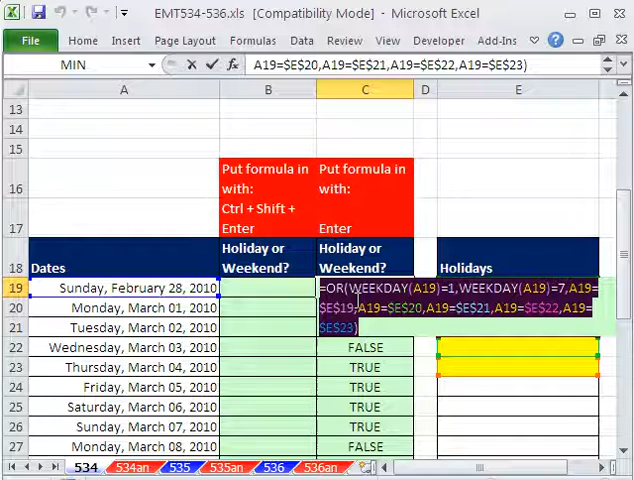 EMT534-536.xls [Compatibility Mode] - Microsoft Excel
File Home Insert Page Layout Formulas Data Review View Developer Add-Ins
MIN fx A19=$E$20,A19=$E$21,A19=$E$22,A19=$E$23)
A B C D E
13
14
15
Put formula in Put formula in
16 with: with:
Ctrl + Shift +
17 Enter Enter
Holiday or Holiday or
18 Dates Weekend? Weekend? Holidays
19 Sunday, February 28, 2010 =OR(WEEKDAY(A19)=1,WEEKDAY(A19)=7,A19=
20 Monday, March 01, 2010 $E$19,A19=$E$20,A19=$E$21,A19=$E$22,A19=
21 Tuesday, March 02, 2010 $E$23)
22 Wednesday, March 03, 2010 FALSE
23 Thursday, March 04, 2010 TRUE
24 Friday, March 05, 2010 TRUE
25 Saturday, March 06, 2010 TRUE
26 Sunday, March 07, 2010 TRUE
27 Monday, March 08, 2010 FALSE
534 534an 535 535an 536 536an